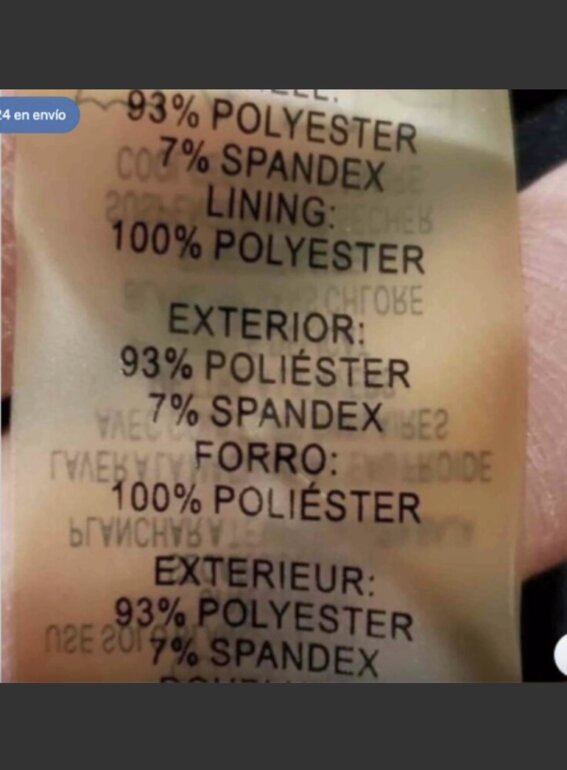 24 en envío
93% POLYESTER
7% SPANDEX
LINING:
100% POLYESTER
EXTERIOR:
93% POLIÉSTER
7% SPANDEX
FORRO:
100% POLIÉSTER
EXTERIEUR:
93% POLYESTER
7% SPANDEX